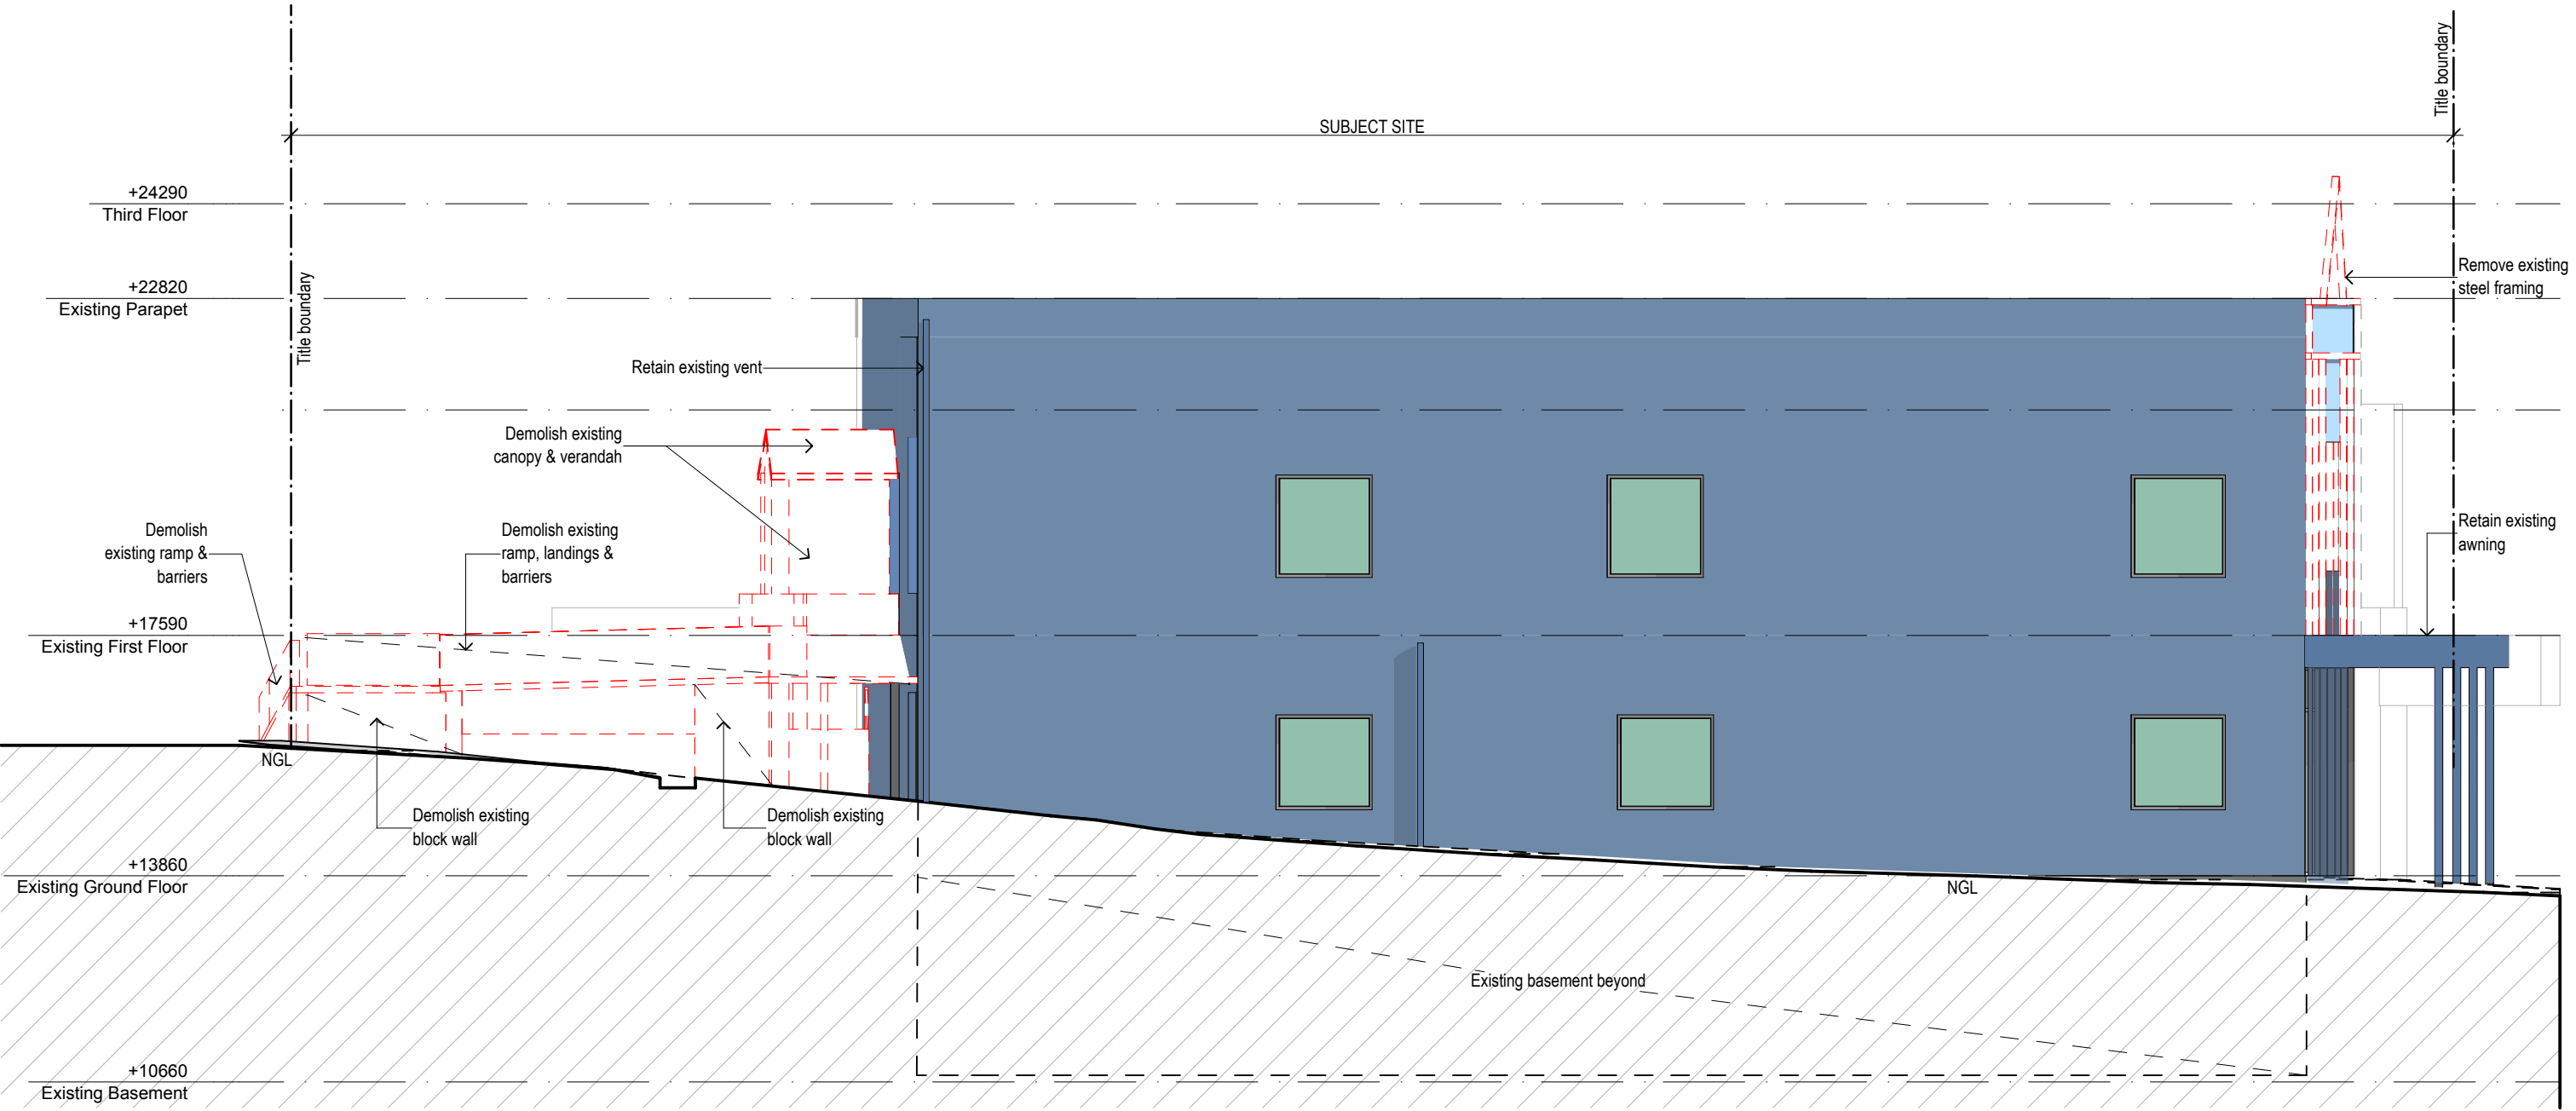 Title boundary
SUBJECT SITE
+24290
Third Floor
Remove existing
steel framing
+22820
Existing Parapet
Title boundary
Retain existing vent
Demolish existing
canopy & verandah
Demolish
existing ramp &
barriers
Demolish existing
ramp, landings &
barriers
Retain existing
awning
+17590
Existing First Floor
NGL
Demolish existing
block wall
Demolish existing
block wall
+13860
Existing Ground Floor
NGL
Existing basement beyond
+10660
Existing Basement